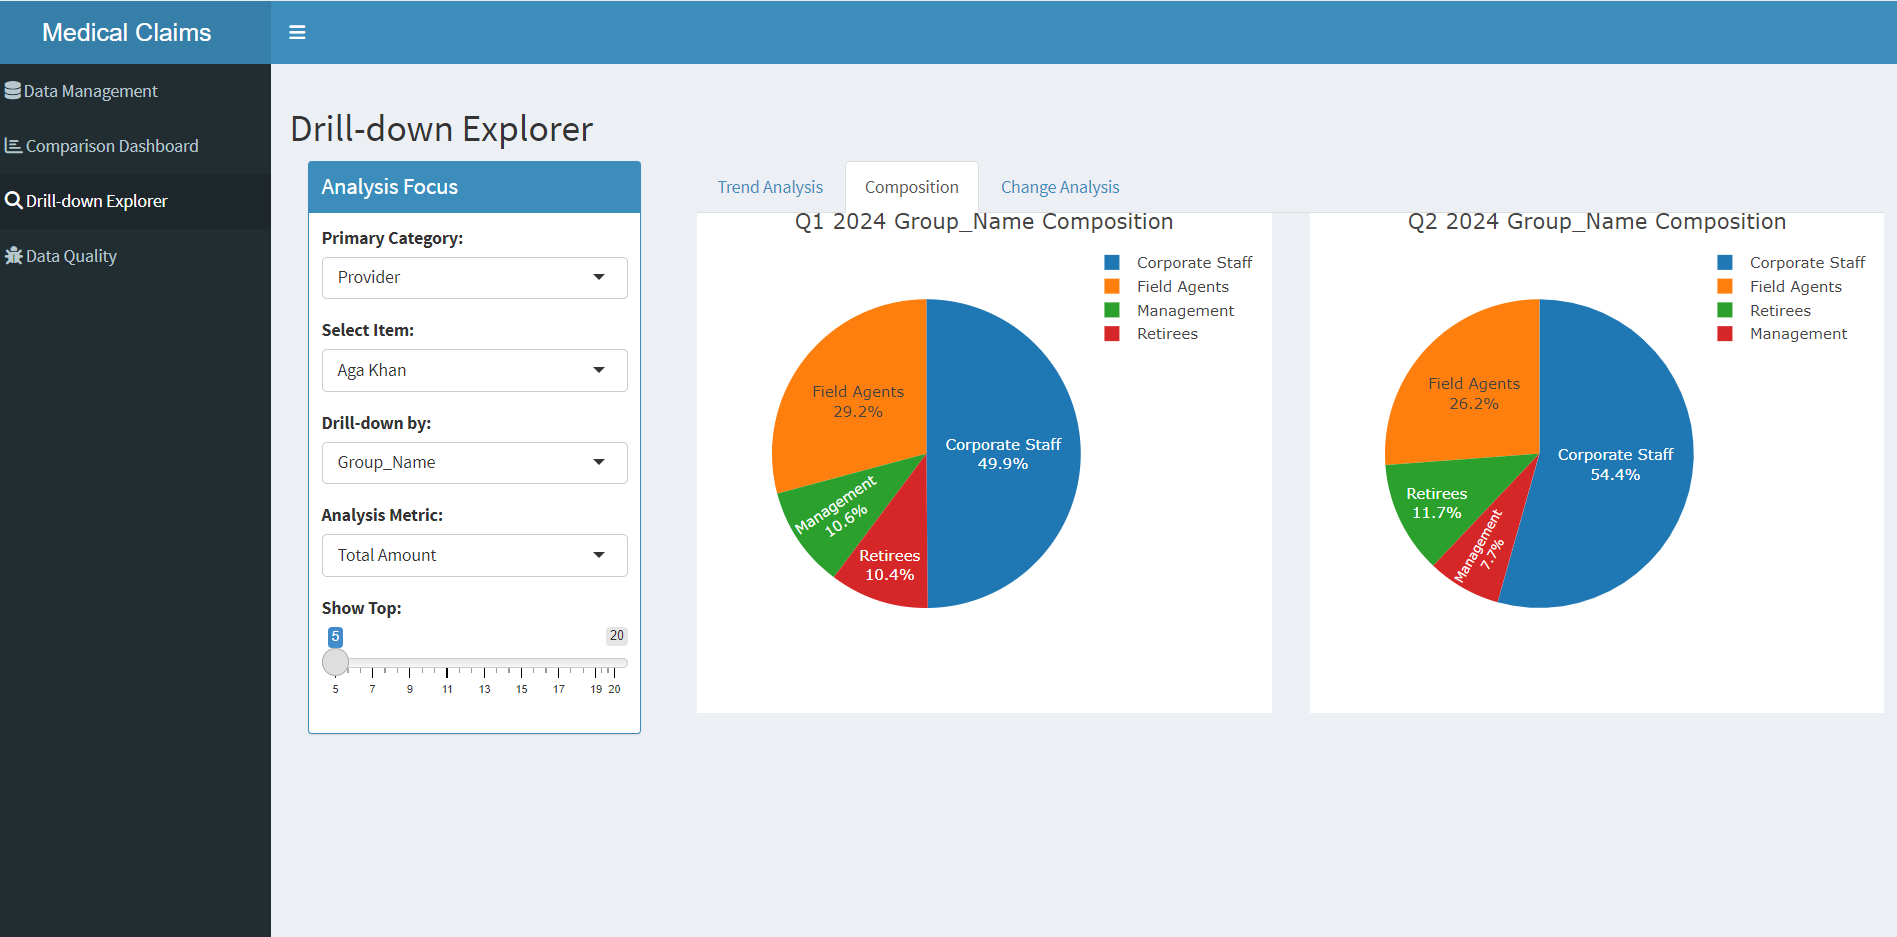 Medical Claims
Data Management
Comparison Dashboard
Drill-down Explorer
Data Quality
Drill-down Explorer
Analysis Focus
Primary Category:
Provider
Select Item:
Aga Khan
Drill-down by:
Group_Name
Analysis Metric:
Total Amount
Show Top:
5 20
5 7 9 11 13 15 17 19 20
Trend Analysis Composition Change Analysis
Q1 2024 Group_Name Composition
Corporate Staff
Field Agents
Management
Retirees
Field Agents
29.2%
Corporate Staff
49.9%
Management
10.6%
Retirees
10.4%
Q2 2024 Group_Name Composition
Corporate Staff
Field Agents
Retirees
Management
Field Agents
26.2%
Corporate Staff
54.4%
Retirees
11.7%
Management
7.7%